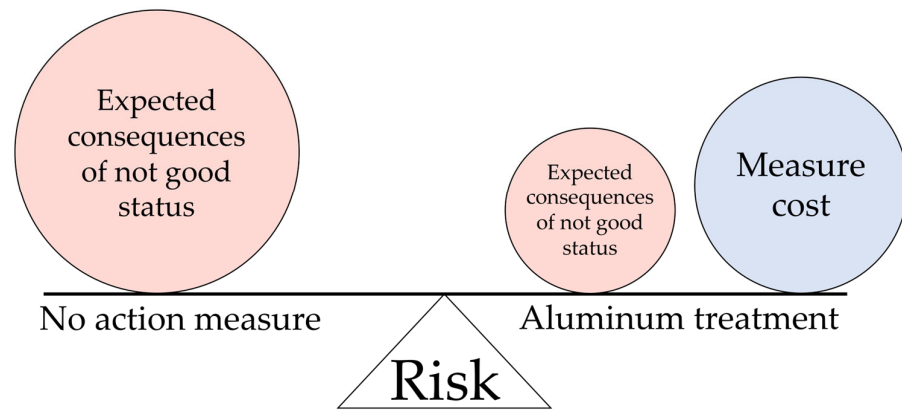 Expected
consequences
of not good
status
Expected
consequences
of not good
status
Measure
cost
No action measure
Aluminum treatment
Risk